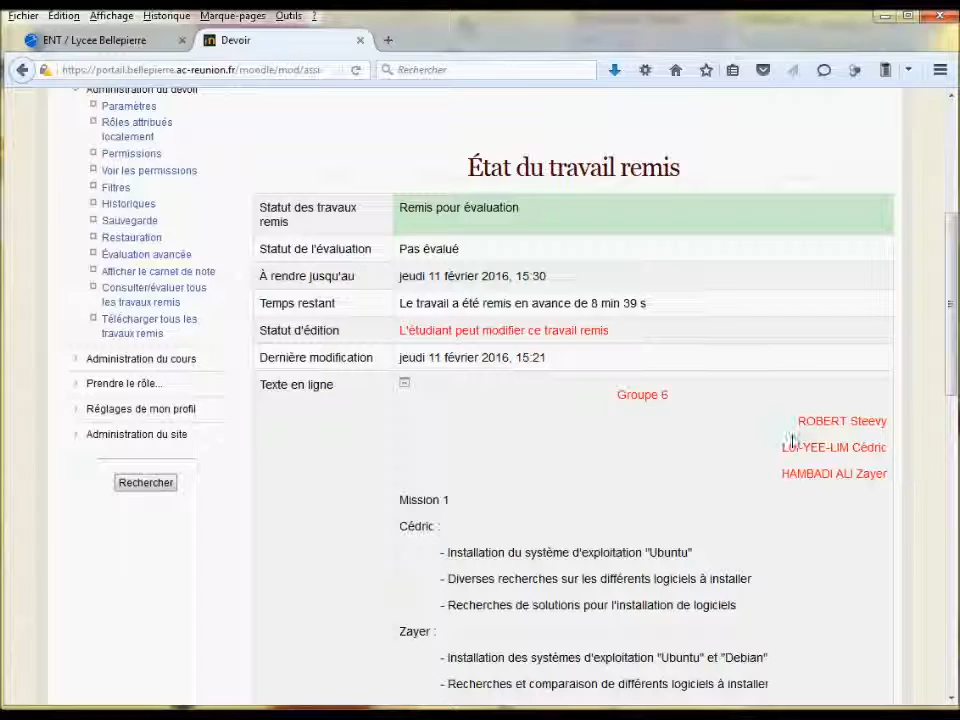 Fichier Édition Affichage Historique Marque-pages Outils ?
ENT / Lycée Bellepierre
Devoir
https://portail.bellepierre.ac-reunion.fr/moodle/mod/assi
Rechercher
Administration du devoir
Paramètres
Rôles attribués
localement
Permissions
Voir les permissions
Filtres
Historiques
Sauvegarde
Restauration
Évaluation avancée
Afficher le carnet de note
Consulter/évaluer tous
les travaux remis
Télécharger tous les
travaux remis
Administration du cours
Prendre le rôle...
Réglages de mon profil
Administration du site
Rechercher
État du travail remis
Statut des travaux
remis
Remis pour évaluation
Statut de l'évaluation
Pas évalué
À rendre jusqu'au
jeudi 11 février 2016, 15:30
Temps restant
Le travail a été remis en avance de 8 min 39 s
Statut d'édition
L'étudiant peut modifier ce travail remis
Dernière modification
jeudi 11 février 2016, 15:21
Texte en ligne
Groupe 6
ROBERT Steevy
LUI-YEE-LIM Cédric
HAMBADI ALI Zayer
Mission 1
Cédric :
- Installation du système d'exploitation "Ubuntu"
- Diverses recherches sur les différents logiciels à installer
- Recherches de solutions pour l'installation de logiciels
Zayer :
- Installation des systèmes d'exploitation "Ubuntu" et "Debian"
- Recherches et comparaison de différents logiciels à installer